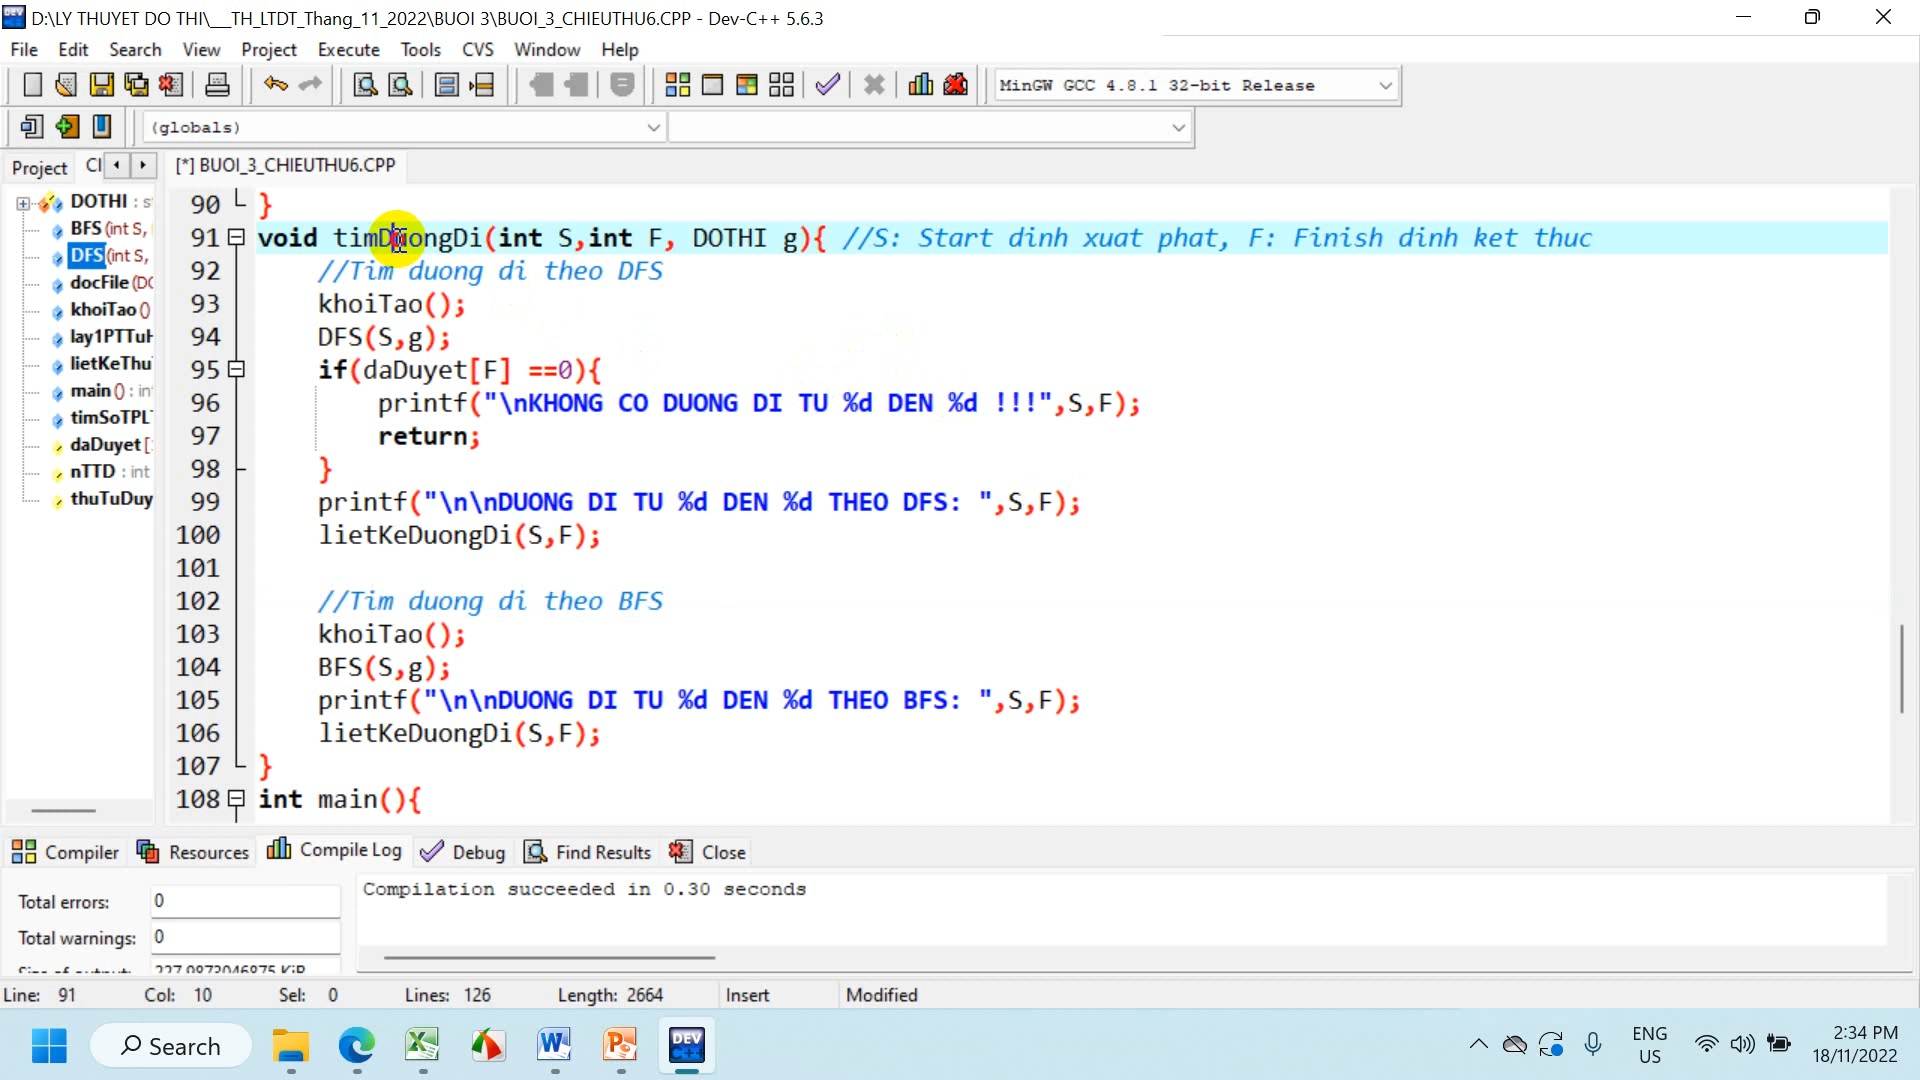 D:\LY THUYET DO THI\___TH_LTDT_Thang_11_2022\BUOI 3\BUOI_3_CHIEUTHU6.CPP - Dev-C++ 5.6.3
File Edit Search View Project Execute Tools CVS Window Help
MinGW GCC 4.8.1 32-bit Release
(globals)
Project Cl [*] BUOI_3_CHIEUTHU6.CPP
DOTHI : s
BFS (int S,
DFS (int S,
docFile (DO
khoiTao ()
lay1PTTuH
lietKeThu
main () : in
timSoTPL
daDuyet [
nTTD : int
thuTuDuy
90 }
91 void timDuongDi(int S,int F, DOTHI g){ //S: Start dinh xuat phat, F: Finish dinh ket thuc
92 //Tim duong di theo DFS
93 khoiTao();
94 DFS(S,g);
95 if(daDuyet[F] ==0){
96 printf("\nKHONG CO DUONG DI TU %d DEN %d !!!",S,F);
97 return;
98 }
99 printf("\n\nDUONG DI TU %d DEN %d THEO DFS: ",S,F);
100 lietKeDuongDi(S,F);
101
102 //Tim duong di theo BFS
103 khoiTao();
104 BFS(S,g);
105 printf("\n\nDUONG DI TU %d DEN %d THEO BFS: ",S,F);
106 lietKeDuongDi(S,F);
107 }
108 int main(){
Compiler Resources Compile Log Debug Find Results Close
Total errors: 0
Total warnings: 0
Size of output: 227.9873046875 KiB
Compilation succeeded in 0.30 seconds
Line: 91 Col: 10 Sel: 0 Lines: 126 Length: 2664 Insert Modified
Search
DEV C++
ENG
US
2:34 PM
18/11/2022